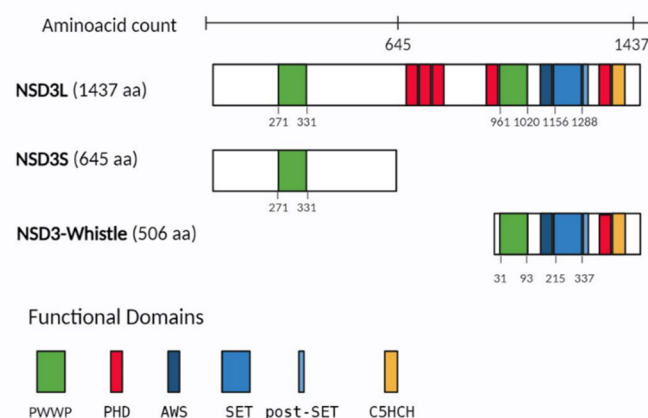 Aminoacid count
645
1437
NSD3L (1437 aa)
271 331 961 1020 1156 1288
NSD3S (645 aa)
271 331
NSD3-Whistle (506 aa)
31 93 215 337
Functional Domains
PWWP PHD AWS SET post-SET C5HCH